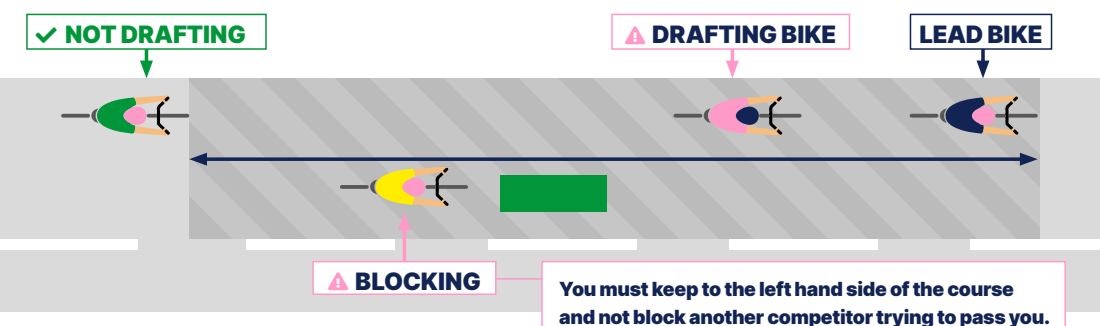 NOT DRAFTING
DRAFTING BIKE
LEAD BIKE
BLOCKING
You must keep to the left hand side of the course
and not block another competitor trying to pass you.